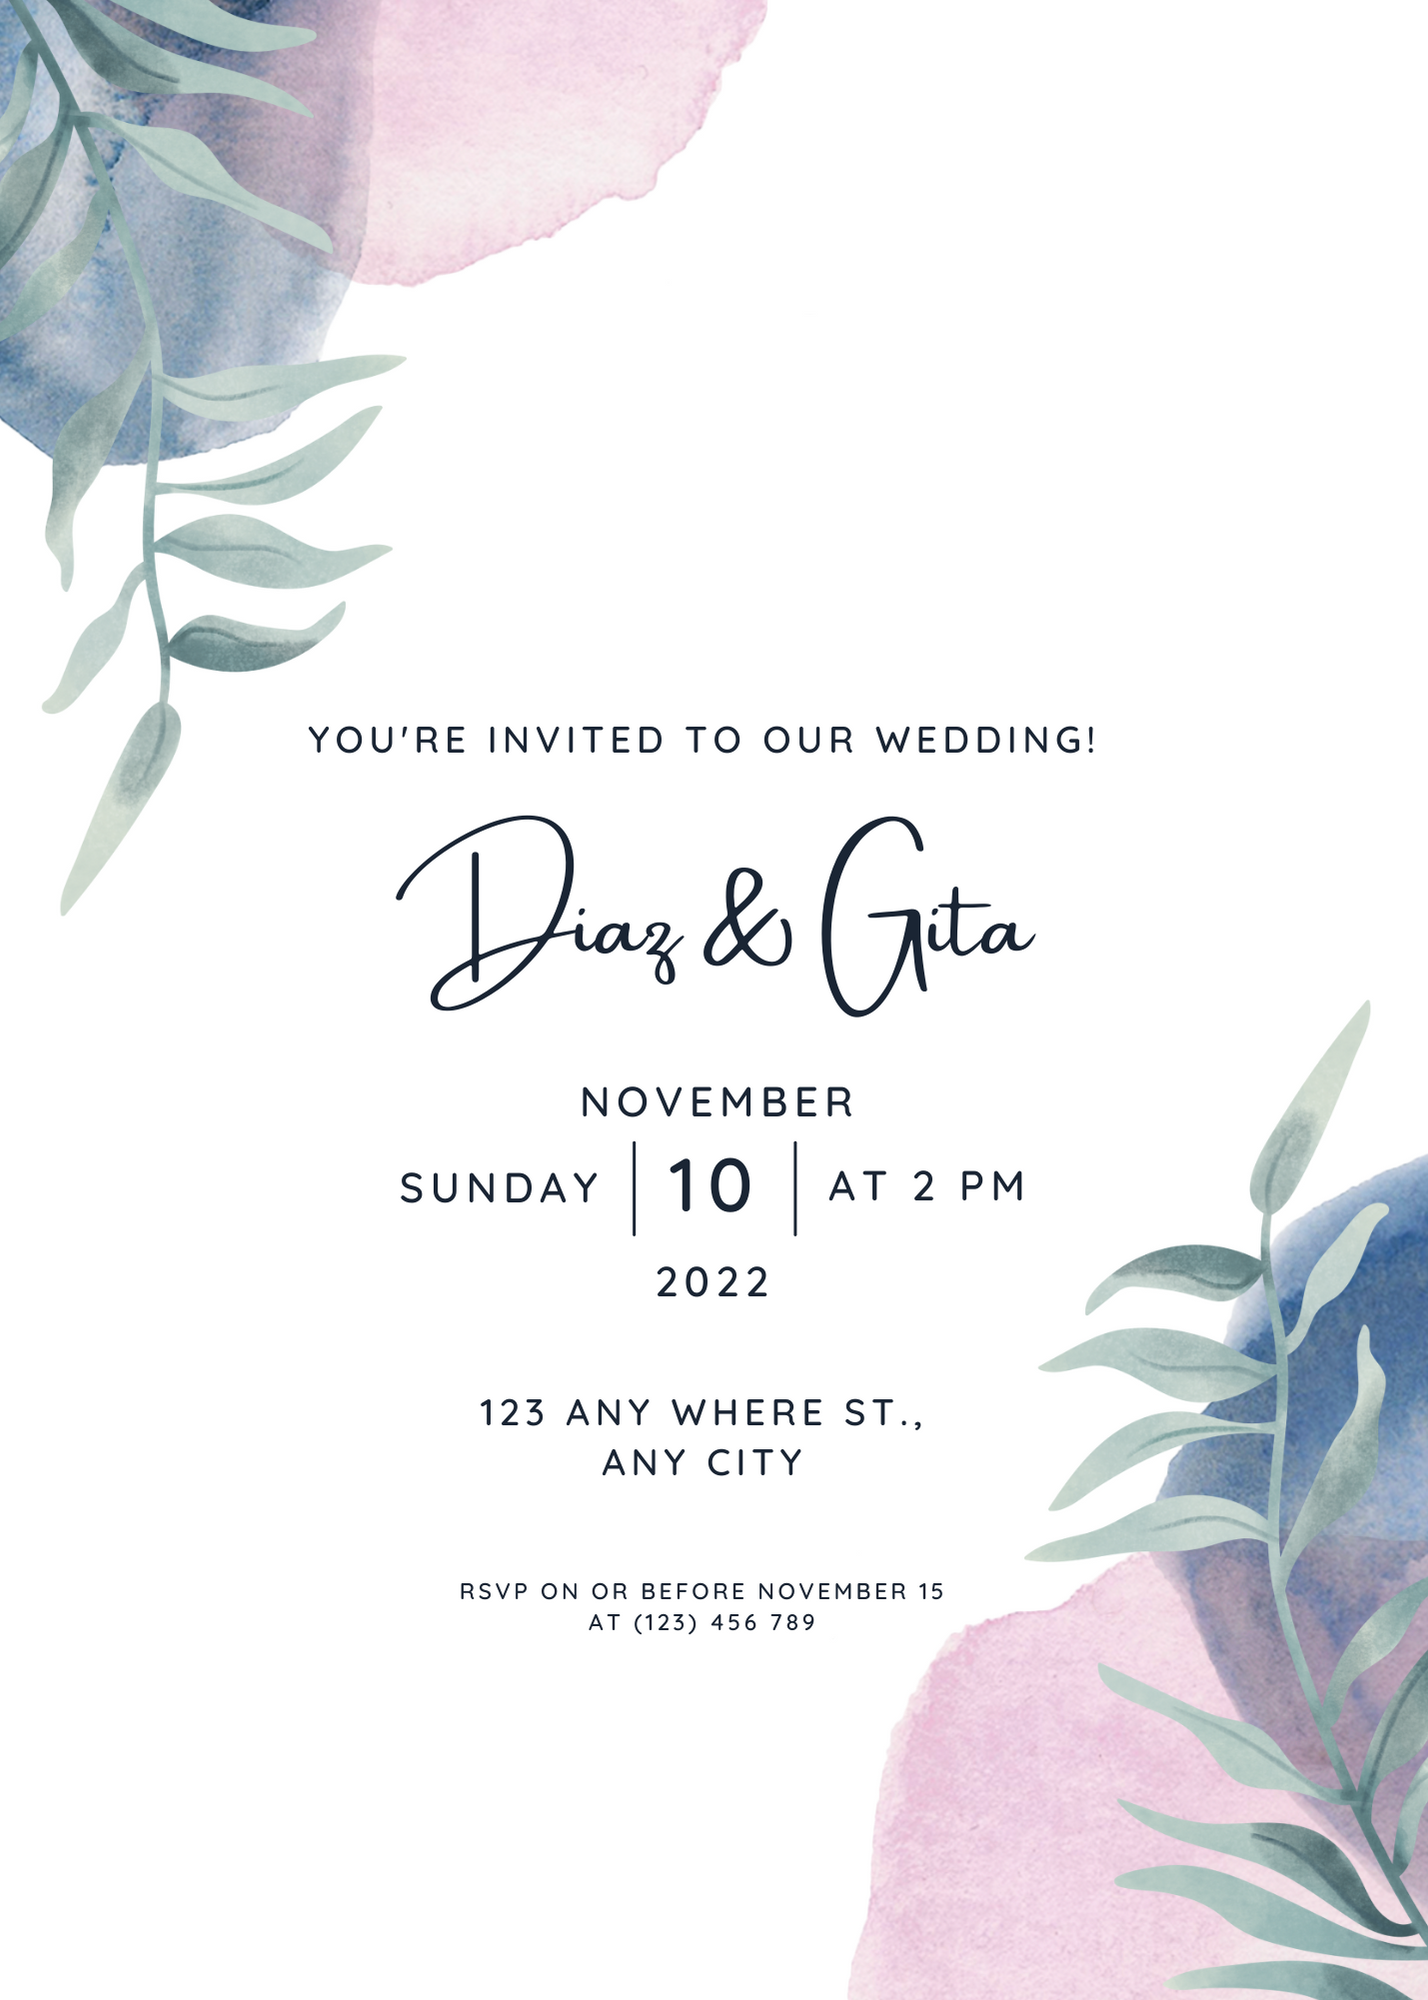 YOU'RE INVITED TO OUR WEDDING!
Diaz & Gita
NOVEMBER
SUNDAY 10 AT 2 PM
2022
123 ANY WHERE ST.,
ANY CITY
RSVP ON OR BEFORE NOVEMBER 15
AT (123) 456 789